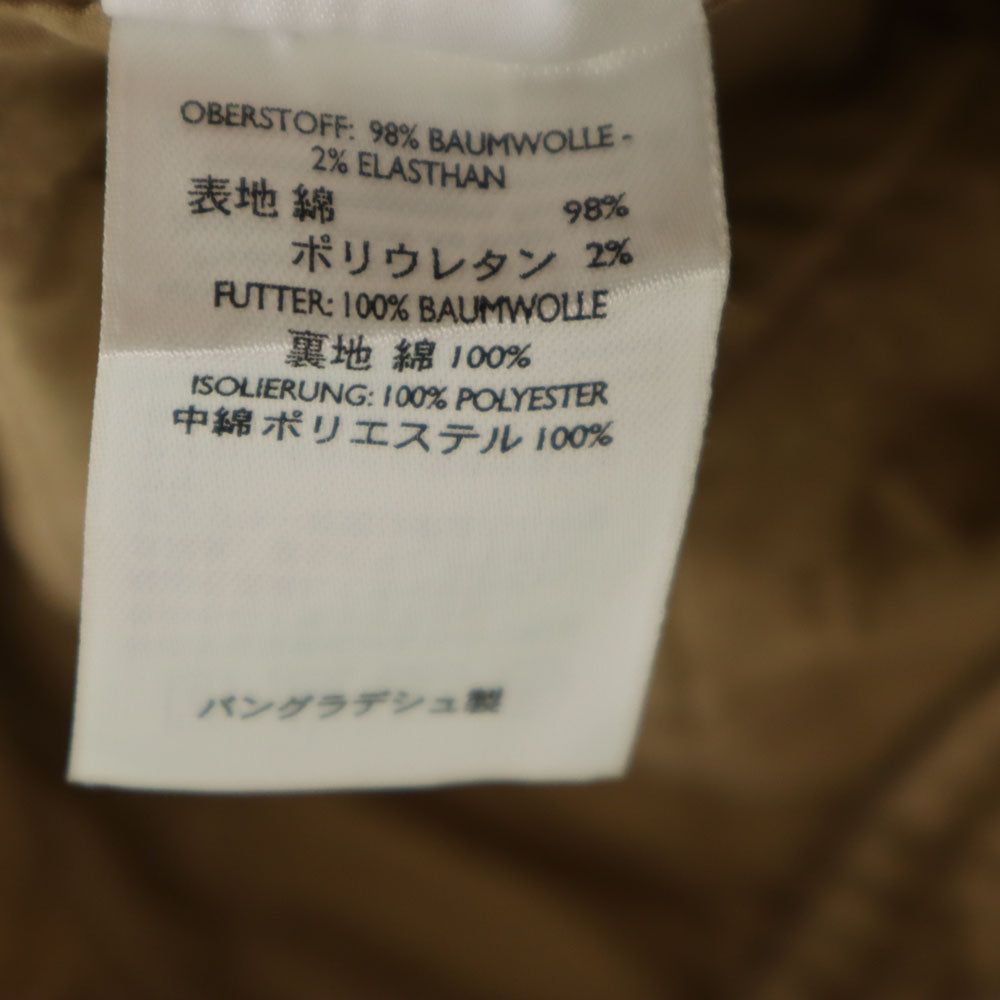 OBERSTOFF: 98% BAUMWOLLE -
2% ELASTHAN
表地 綿 98%
ポリウレタン 2%
FUTTER: 100% BAUMWOLLE
裏地 綿 100%
ISOLIERUNG: 100% POLYESTER
中綿 ポリエステル 100%
バングラデシュ製